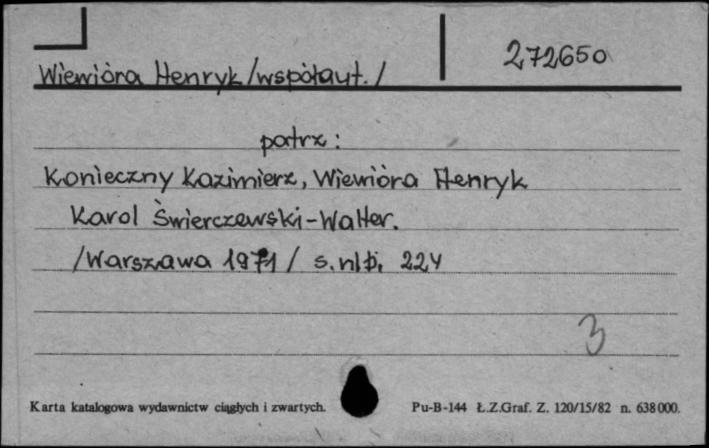 Wiewióra Henryk /współaut./
272650
patrz:
Konieczny Kazimierz, Wiewióra Henryk
Karol Świerczewski-Walter.
/Warszawa 1971/ s.nlb. 224
3
Karta katalogowa wydawnictw ciągłych i zwartych.
Pu-B-144 Ł.Z.Graf. Z. 120/15/82 n. 638000.